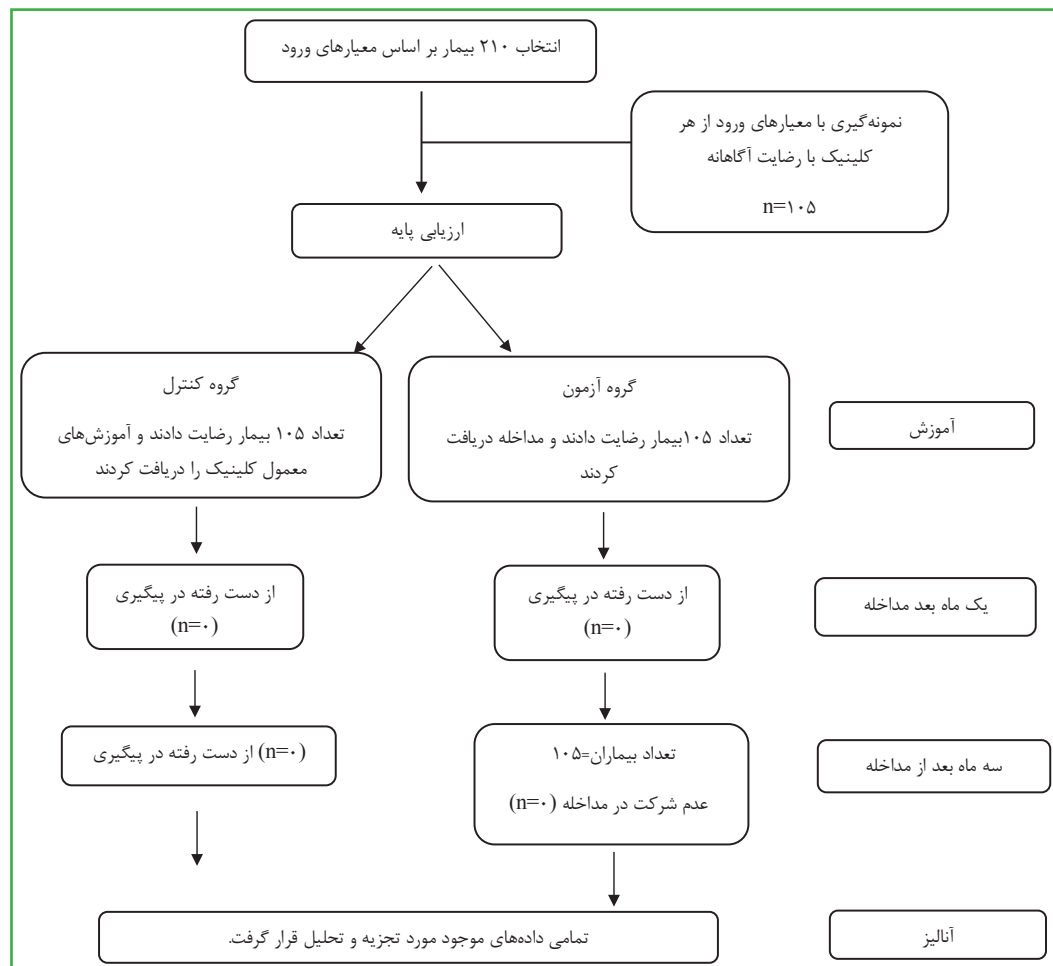 انتخاب ۲۱۰ بیمار بر اساس معیارهای ورود
نمونه‌گیری با معیارهای ورود از هر
کلینیک با رضایت آگاهانه
n=۱۰۵
ارزیابی پایه
گروه آزمون
تعداد ۱۰۵بیمار رضایت دادند و مداخله دریافت
کردند
گروه کنترل
تعداد ۱۰۵ بیمار رضایت دادند و آموزش‌های
معمول کلینیک را دریافت کردند
آموزش
از دست رفته در پیگیری
(n=۰)
از دست رفته در پیگیری
(n=۰)
یک ماه بعد مداخله
تعداد بیماران=۱۰۵
عدم شرکت در مداخله (n=۰)
(n=۰) از دست رفته در پیگیری
سه ماه بعد از مداخله
تمامی داده‌های موجود مورد تجزیه و تحلیل قرار گرفت.
آنالیز